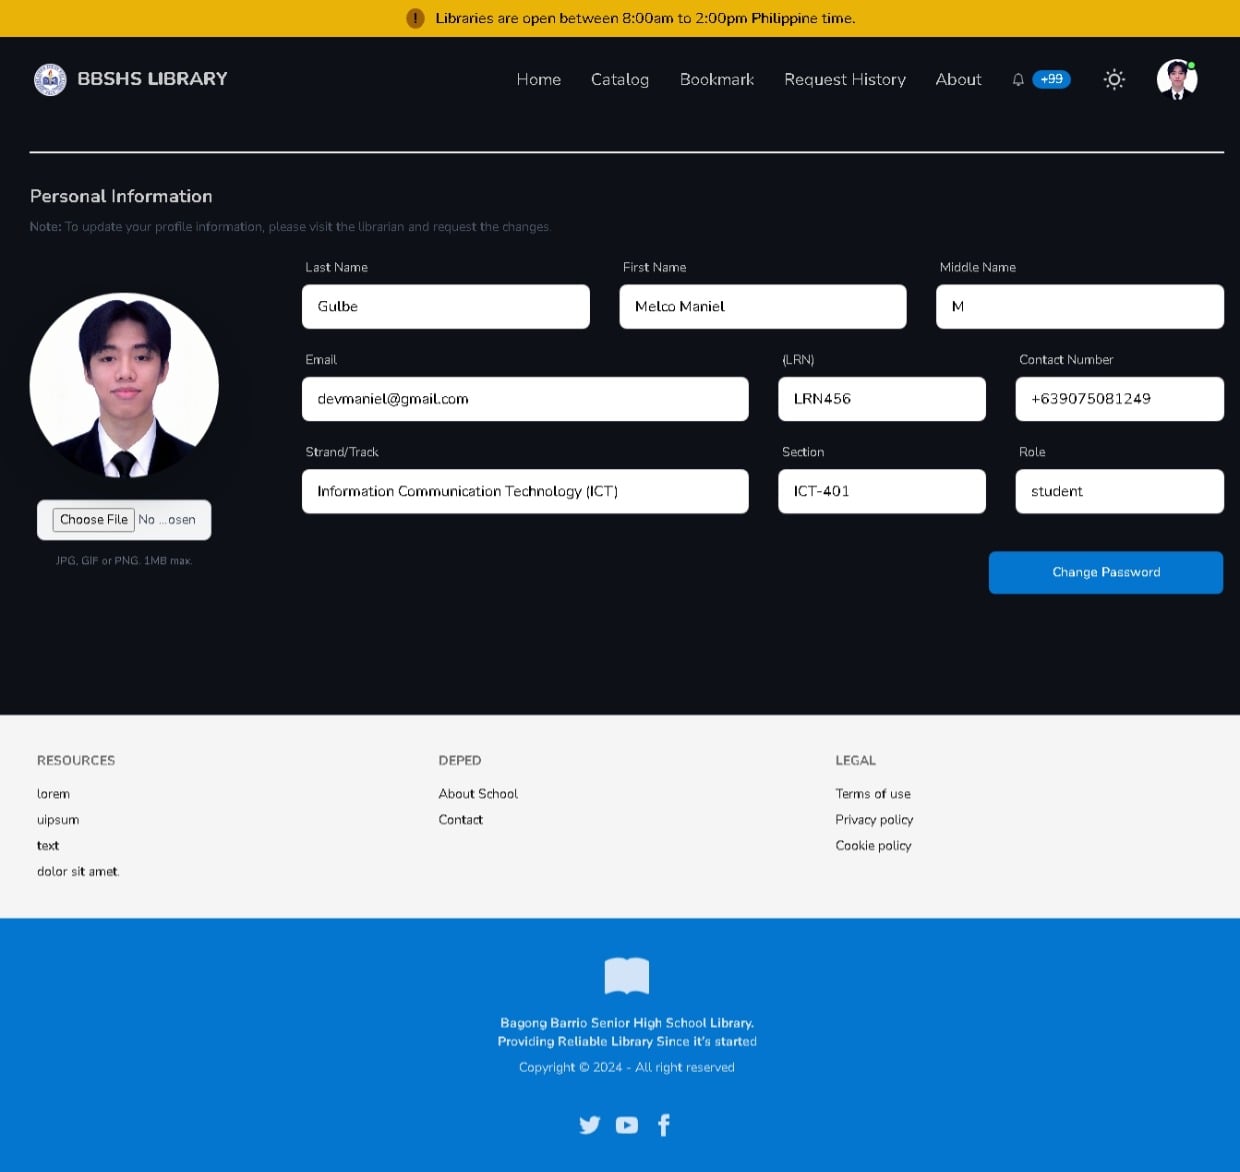 ! Libraries are open between 8:00am to 2:00pm Philippine time.
BBSHS LIBRARY Home Catalog Bookmark Request History About +99
Personal Information
Note: To update your profile information, please visit the librarian and request the changes.
Last Name First Name Middle Name
Gulbe Melco Maniel M
Email (LRN) Contact Number
devmaniel@gmail.com LRN456 +639075081249
Strand/Track Section Role
Information Communication Technology (ICT) ICT-401 student
Choose File No ...osen
JPG, GIF or PNG. 1MB max.
Change Password
RESOURCES DEPED LEGAL
lorem About School Terms of use
uipsum Contact Privacy policy
text Cookie policy
dolor sit amet.
Bagong Barrio Senior High School Library.
Providing Reliable Library Since it's started
Copyright © 2024 - All right reserved